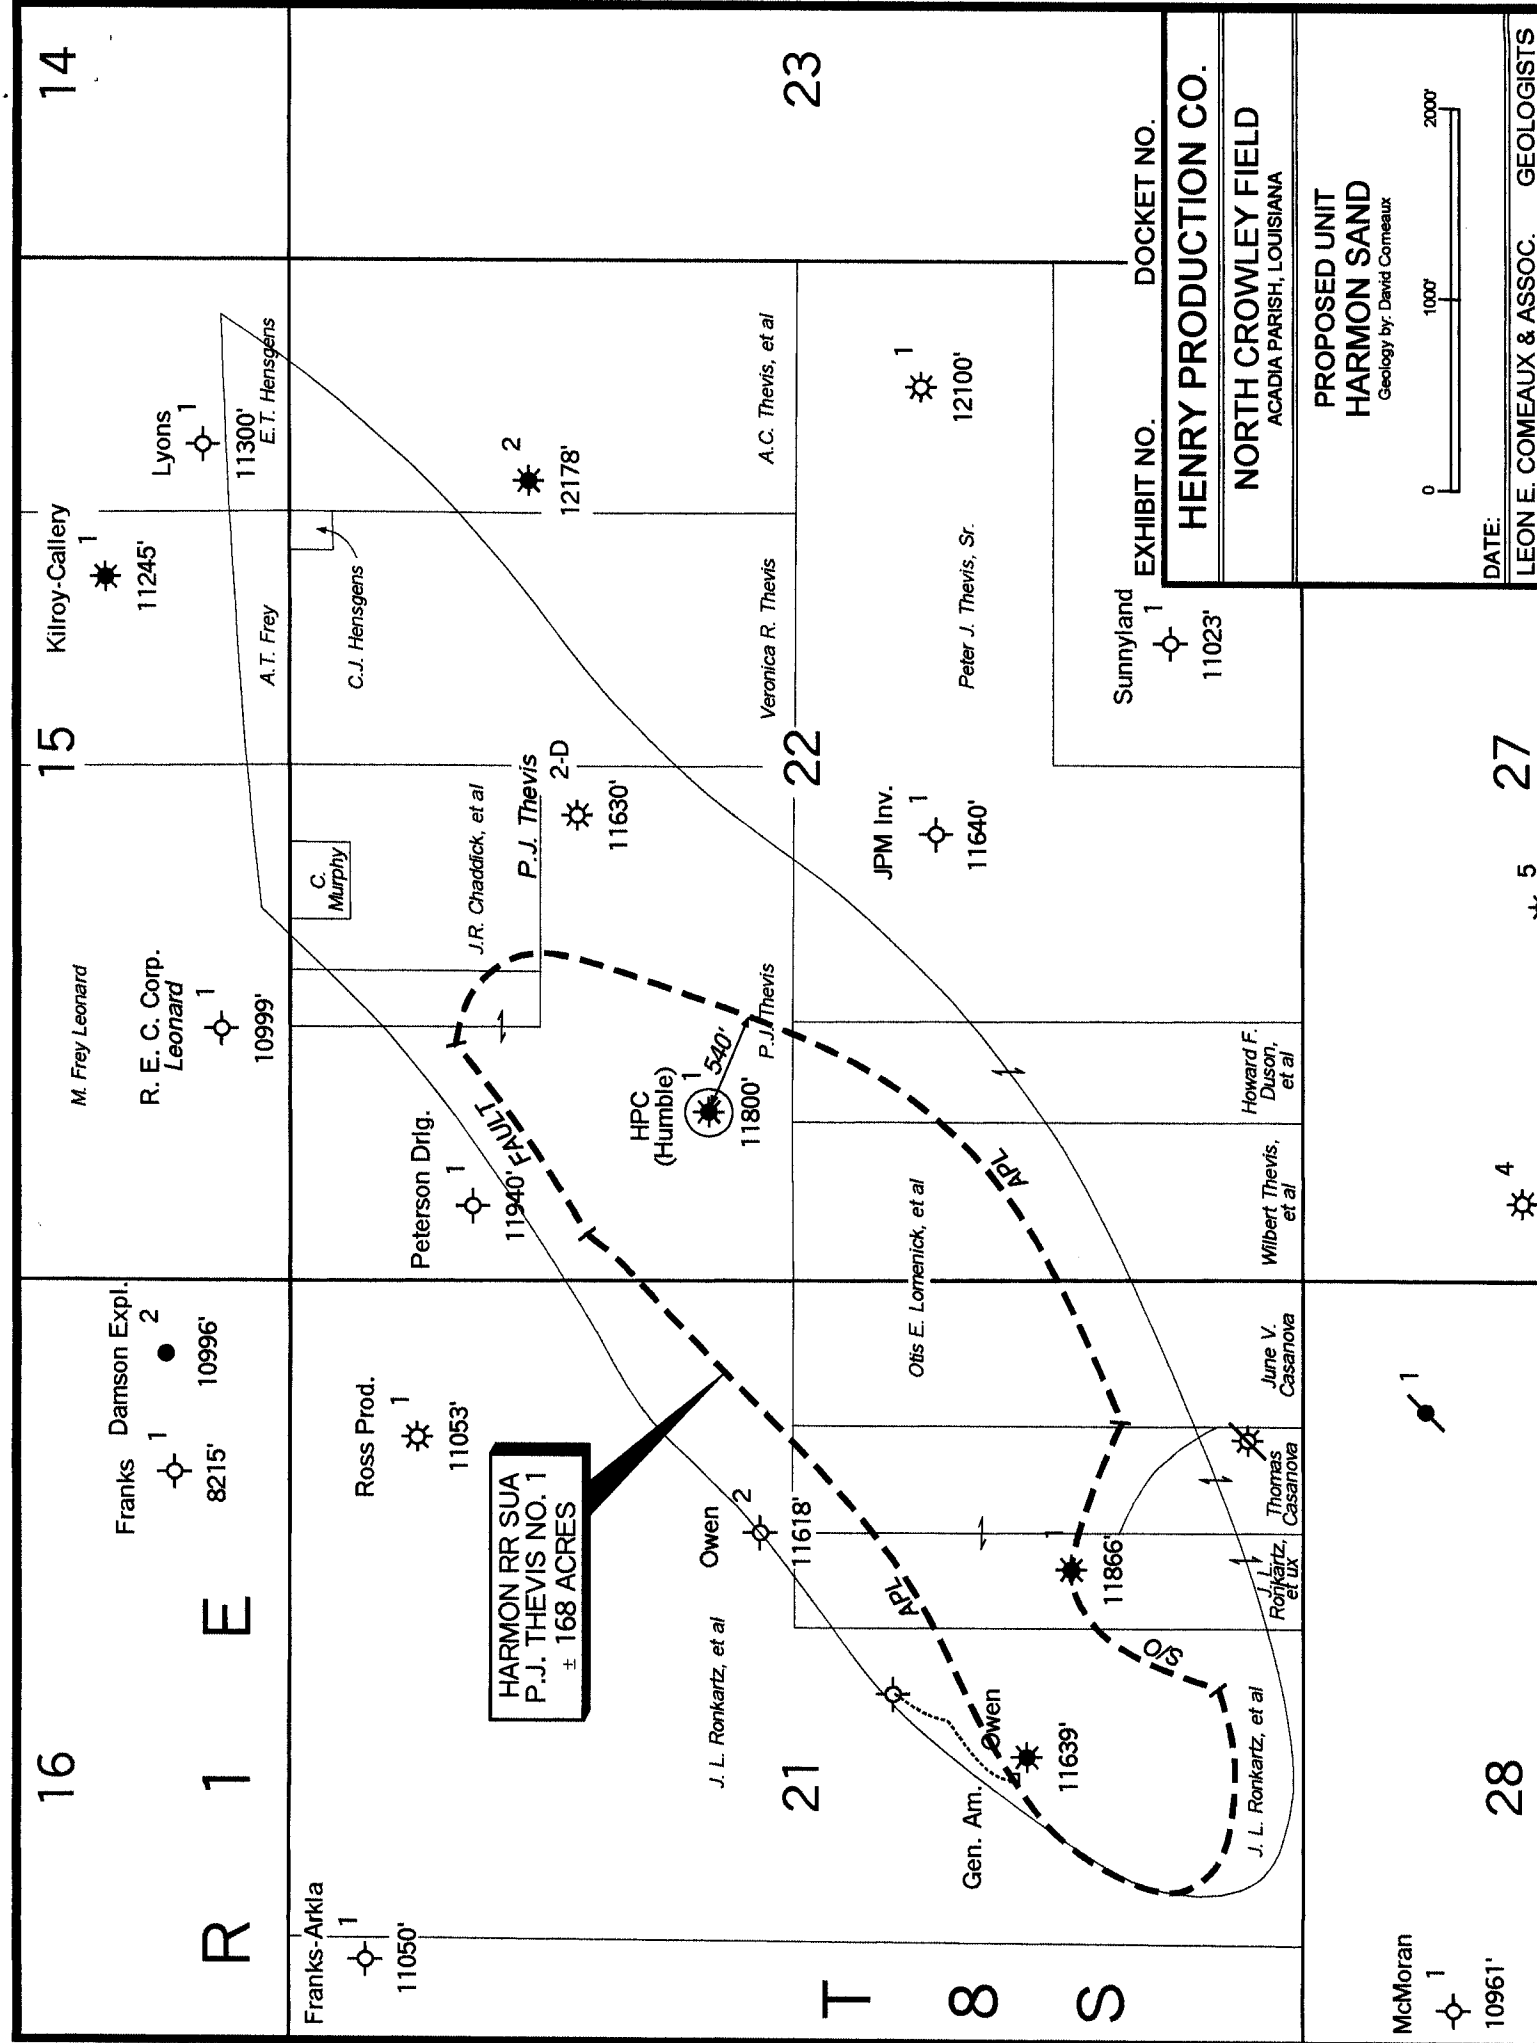 16
15
14
R 1 E
T 8 S
Franks
1
8215'
Damson Expl.
2
10996'
M. Frey Leonard
R. E. C. Corp.
Leonard
1
10999'
Kilroy-Callery
1
11245'
Lyons
1
11300'
E.T. Hensgens
A.T. Frey
C.J. Hensgens
C.
Murphy
Franks-Arkla
1
11050'
Ross Prod.
1
11053'
Peterson Drlg.
1
11940'
FAULT
J.R. Chaddick, et al
P.J. Thevis
2-D
11630'
2
12178'
HARMON RR SUA
P.J. THEVIS NO. 1
± 168 ACRES
HPC
(Humble)
1
11800'
540'
P.J. Thevis
Veronica R. Thevis
A.C. Thevis, et al
J. L. Ronkartz, et al
Owen
2
11618'
21
22
23
APL
Otis E. Lomenick, et al
JPM Inv.
1
11640'
1
12100'
Peter J. Thevis, Sr.
Gen. Am.
Owen
11639'
APL
1
11866'
S/O
Sunnyland
1
11023'
J. L. Ronkartz, et al
J. L.
Ronkartz,
et ux
Thomas
Casanova
June V.
Casanova
Wilbert Thevis,
et al
Howard F.
Duson,
et al
McMoran
1
10961'
28
1
4
5
27
EXHIBIT NO. DOCKET NO.
HENRY PRODUCTION CO.
NORTH CROWLEY FIELD
ACADIA PARISH, LOUISIANA
PROPOSED UNIT
HARMON SAND
Geology by: David Comeaux
0 1000' 2000'
DATE:
LEON E. COMEAUX & ASSOC. GEOLOGISTS